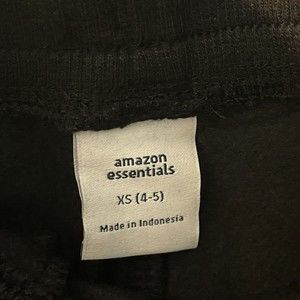 amazon
essentials
XS (4-5)
Made in Indonesia